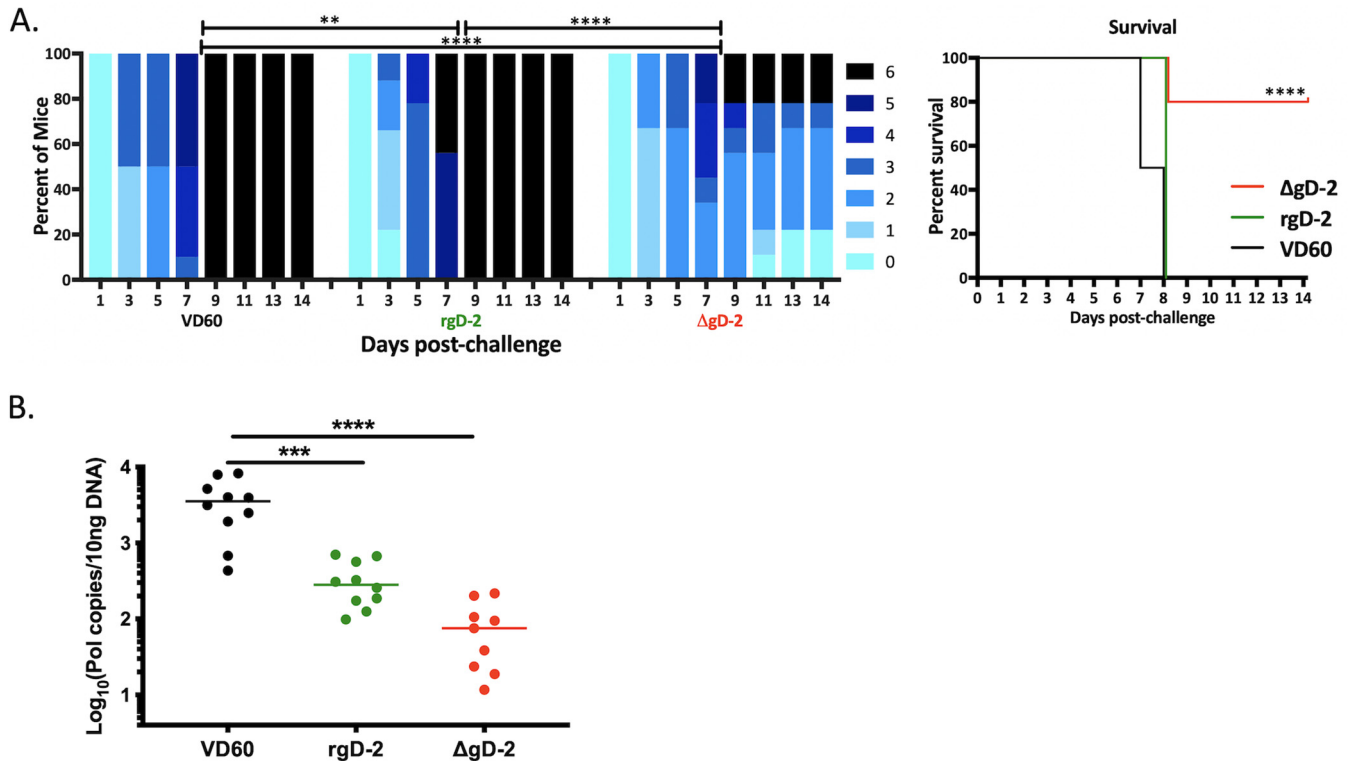 A.
** ****
****
Percent of Mice
100
80
60
40
20
0
1 3 5 7 9 11 13 14 1 3 5 7 9 11 13 14 1 3 5 7 9 11 13 14
VD60 rgD-2 ΔgD-2
Days post-challenge
6
5
4
3
2
1
0
Survival
Percent survival
100
80
60
40
20
0
****
ΔgD-2
rgD-2
VD60
0 1 2 3 4 5 6 7 8 9 10 11 12 13 14
Days post-challenge
B.
****
***
Log10(Pol copies/10ng DNA)
4
3
2
1
VD60 rgD-2 ΔgD-2